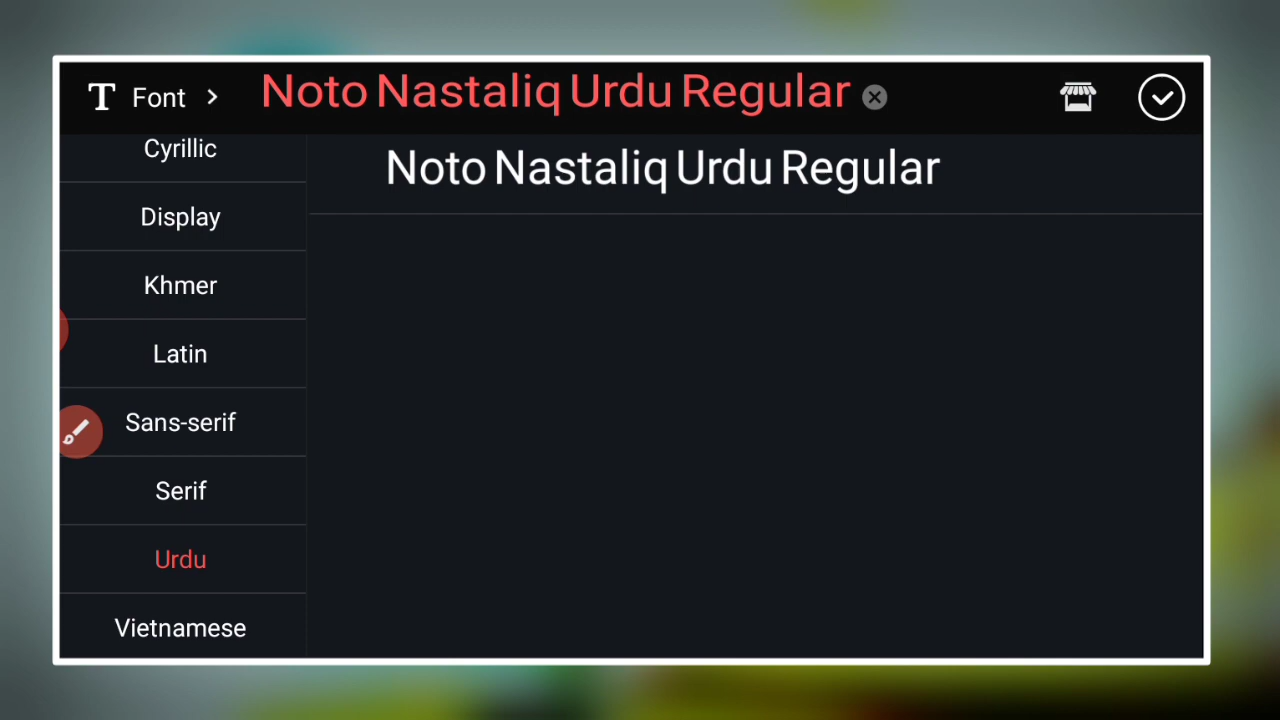 T Font > Noto Nastaliq Urdu Regular
Cyrillic
Noto Nastaliq Urdu Regular
Display
Khmer
Latin
Sans-serif
Serif
Urdu
Vietnamese